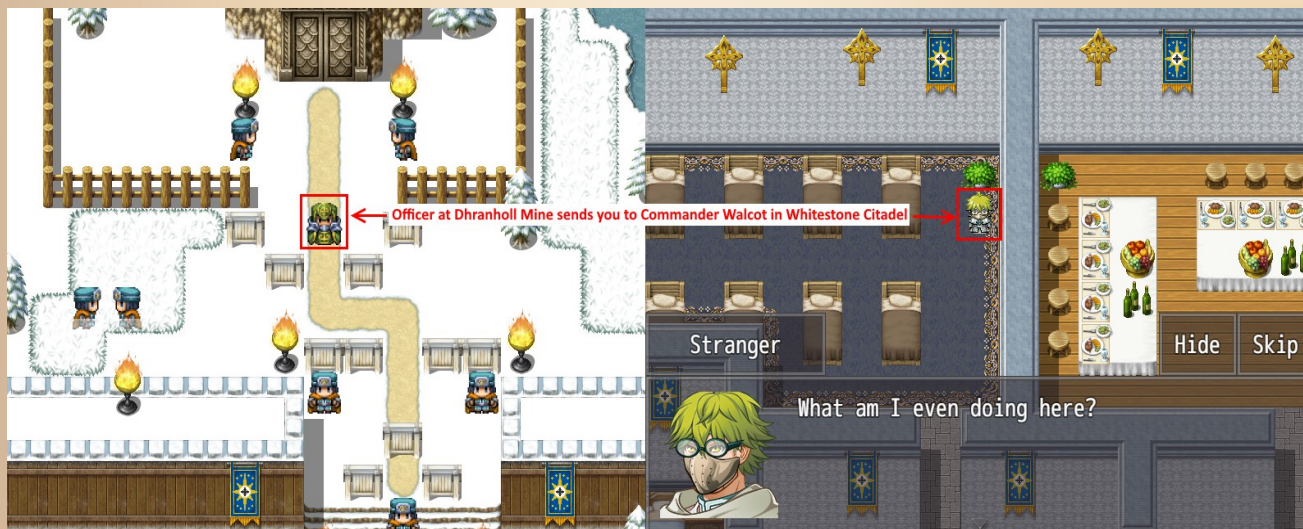 Officer at Dhranholl Mine sends you to Commander Walcot in Whitestone Citadel
Stranger
Hide
Skip
What am I even doing here?